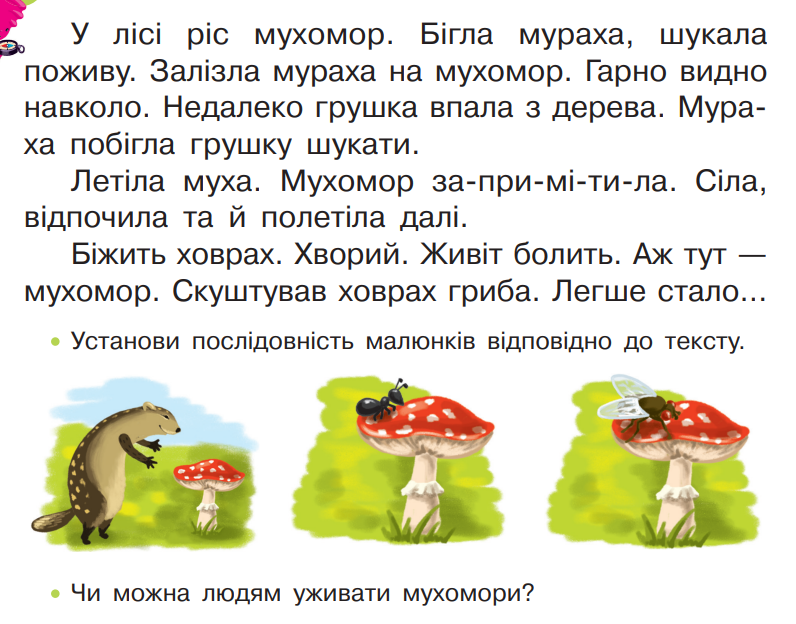 У лісі ріс мухомор. Бігла мураха, шукала
поживу. Залізла мураха на мухомор. Гарно видно
навколо. Недалеко грушка впала з дерева. Мура-
ха побігла грушку шукати.
Летіла муха. Мухомор за-при-мі-ти-ла. Сіла,
відпочила та й полетіла далі.
Біжить ховрах. Хворий. Живіт болить. Аж тут —
мухомор. Скуштував ховрах гриба. Легше стало...
• Установи послідовність малюнків відповідно до тексту.
• Чи можна людям уживати мухомори?